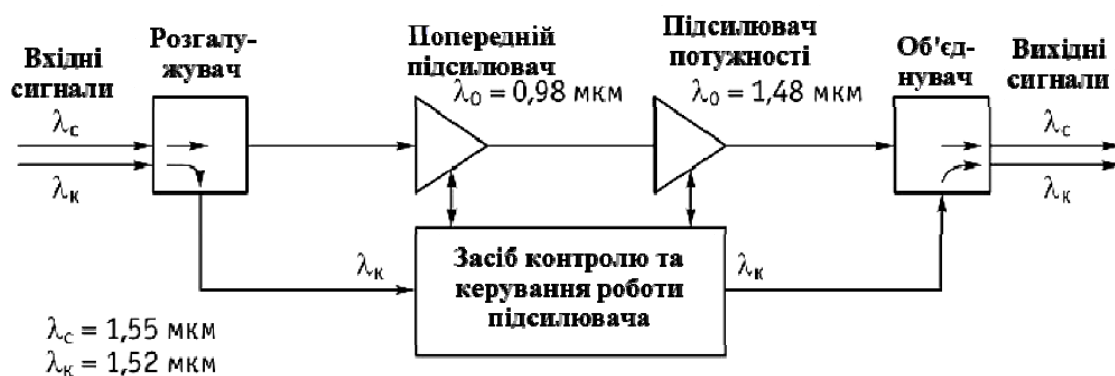 Вхідні
сигнали
Розгалу-
жувач
Попередній
підсилювач
λ₀ = 0,98 мкм
Підсилювач
потужності
λ₀ = 1,48 мкм
Об'єд-
нувач
Вихідні
сигнали
λс
λк
λс
λк
λк
Засіб контролю та
керування роботи
підсилювача
λк
λс = 1,55 мкм
λк = 1,52 мкм